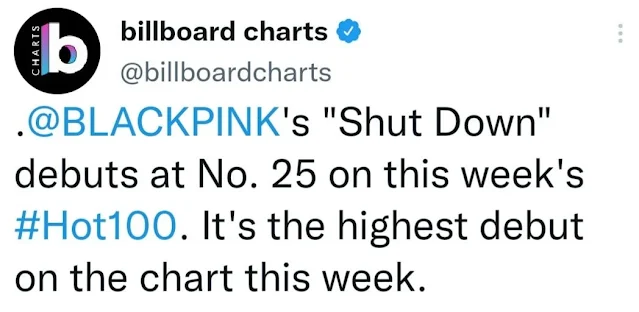 CHARTS
b
billboard charts
@billboardcharts
.@BLACKPINK's "Shut Down"
debuts at No. 25 on this week's
#Hot100. It's the highest debut
on the chart this week.